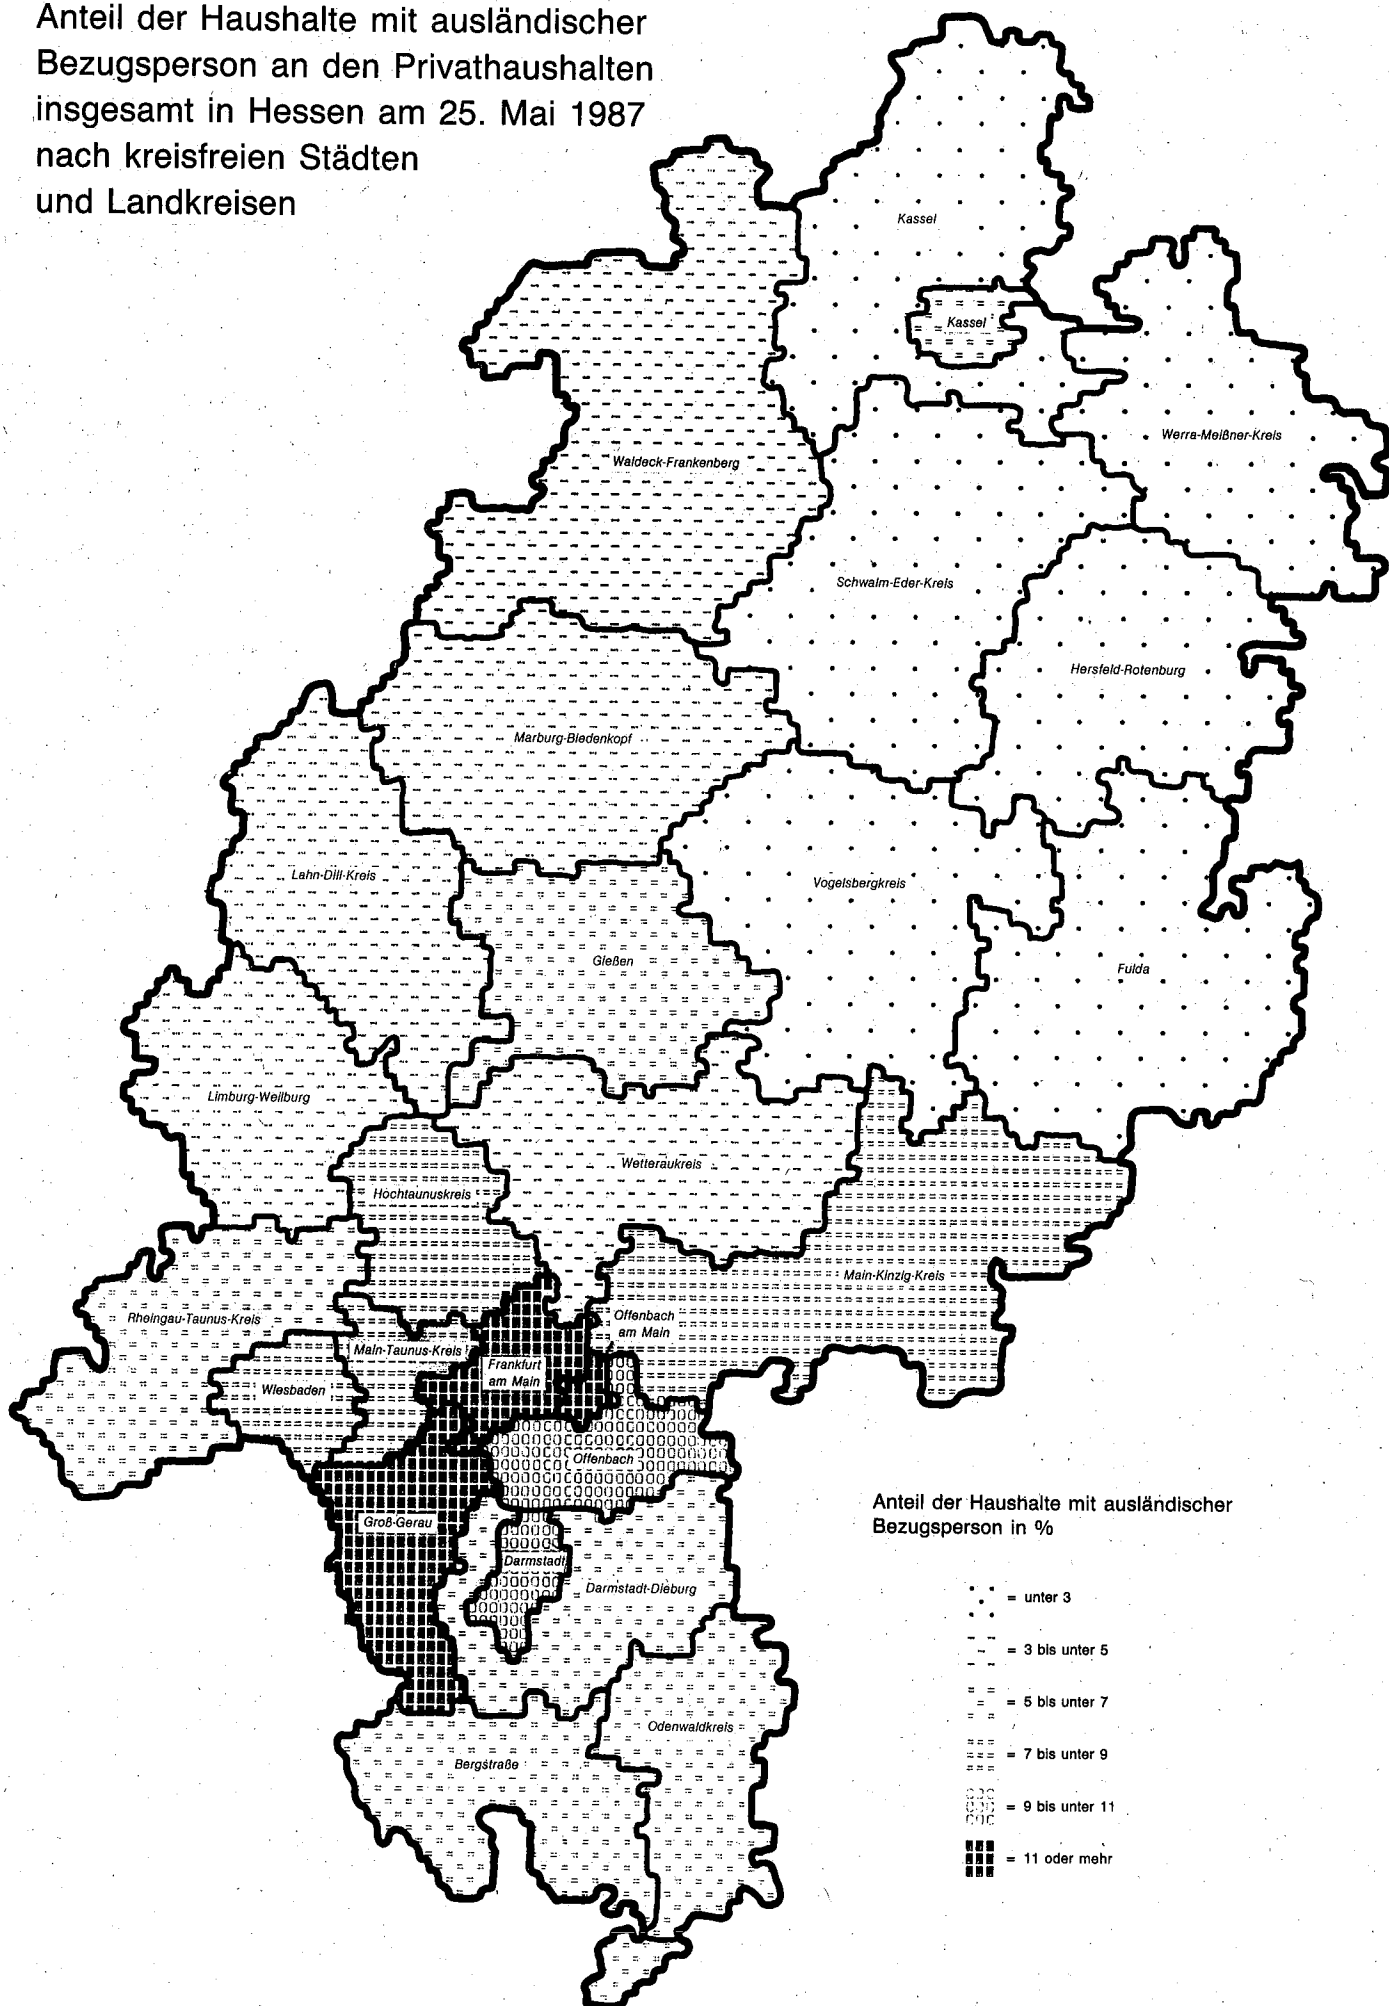 Anteil der Haushalte mit ausländischer
Bezugsperson an den Privathaushalten
insgesamt in Hessen am 25. Mai 1987
nach kreisfreien Städten
und Landkreisen
Kassel
Kassel
Werra-Meißner-Kreis
Waldeck-Frankenberg
Schwalm-Eder-Kreis
Hersfeld-Rotenburg
Marburg-Biedenkopf
Lahn-Dill-Kreis
Vogelsbergkreis
Gießen
Fulda
Limburg-Weilburg
Wetteraukreis
Hochtaunuskreis
Main-Kinzig-Kreis
Rheingau-Taunus-Kreis
Offenbach
am Main
Main-Taunus-Kreis
Frankfurt
am Main
Wiesbaden
Offenbach
Groß-Gerau
Darmstadt
Darmstadt-Dieburg
Odenwaldkreis
Bergstraße
Anteil der Haushalte mit ausländischer
Bezugsperson in %
= unter 3
= 3 bis unter 5
= 5 bis unter 7
= 7 bis unter 9
= 9 bis unter 11
= 11 oder mehr